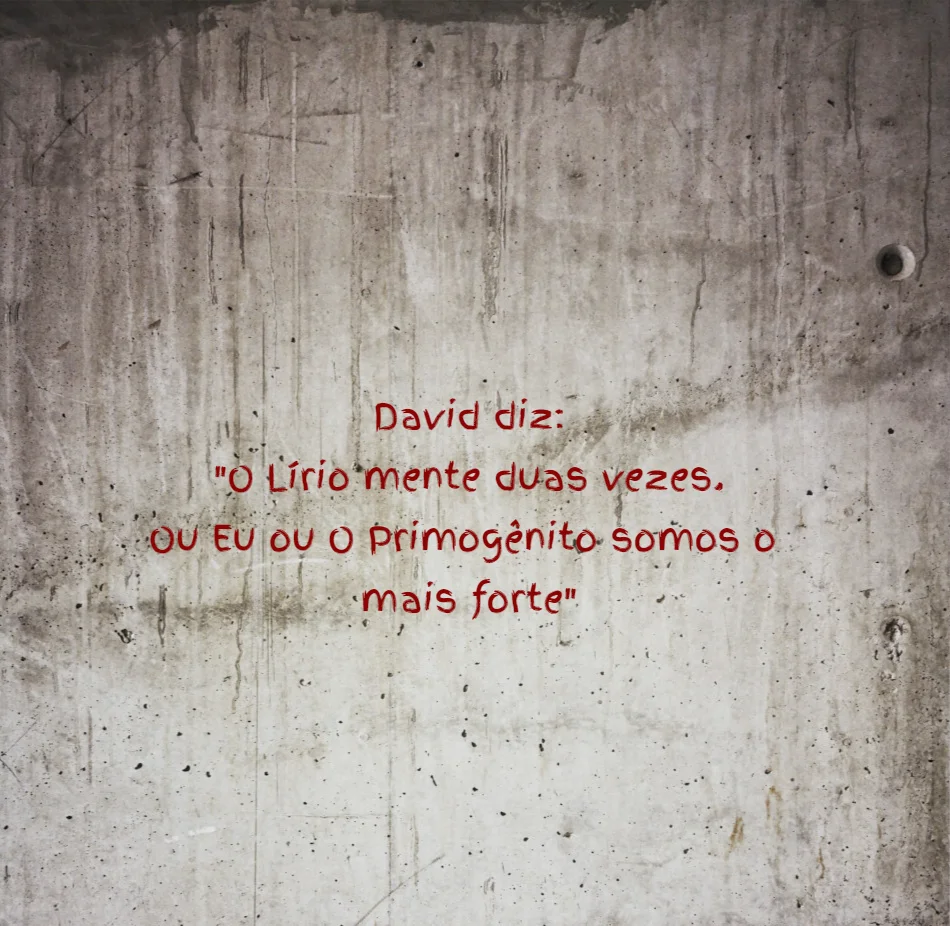 David diz:
"O Lírio mente duas vezes.
Ou Eu ou O Primogênito somos o
mais forte"